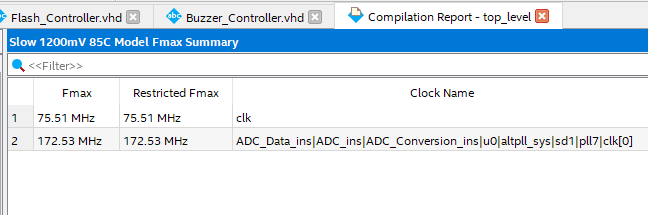 Flash_Controller.vhd
Buzzer_Controller.vhd
Compilation Report - top_level
Slow 1200mV 85C Model Fmax Summary
<<Filter>>
Fmax Restricted Fmax Clock Name
1 75.51 MHz 75.51 MHz clk
2 172.53 MHz 172.53 MHz ADC_Data_ins|ADC_ins|ADC_Conversion_ins|u0|altpll_sys|sd1|pll7|clk[0]